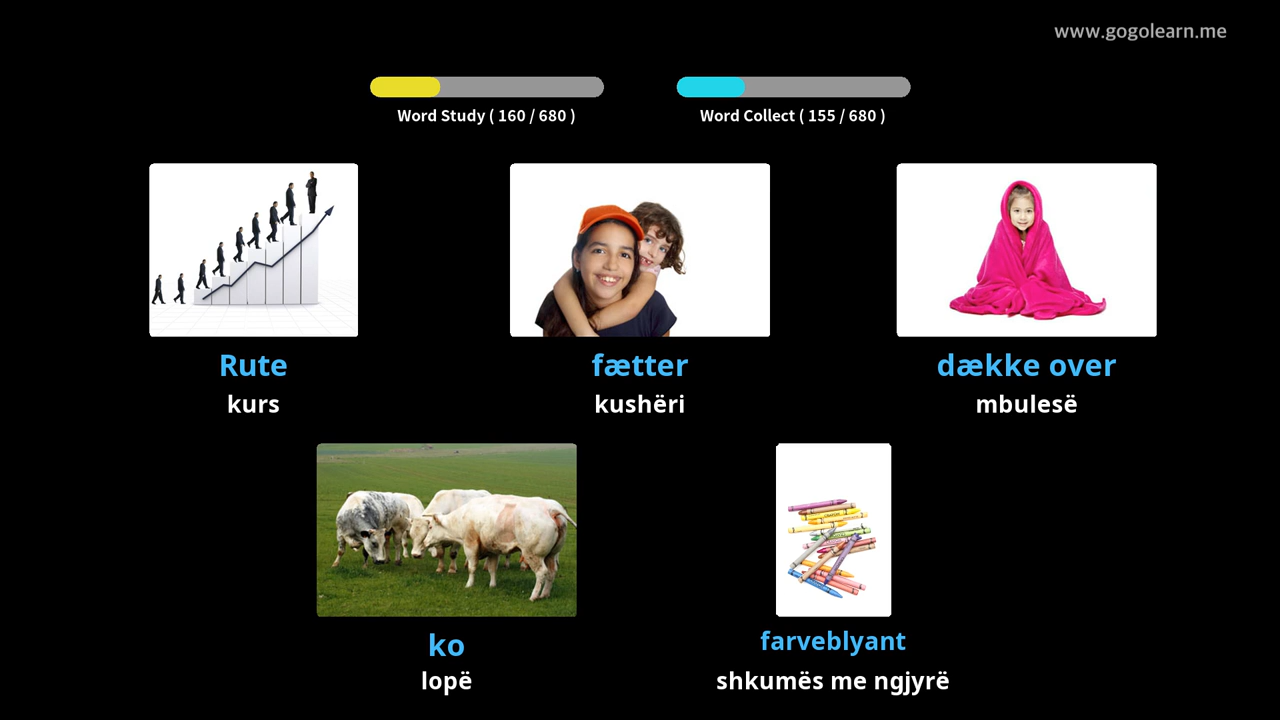 www.gogolearn.me
Word Study ( 160 / 680 )
Word Collect ( 155 / 680 )
Rute
kurs
fætter
kushëri
dække over
mbulesë
ko
lopë
farveblyant
shkumës me ngjyrë